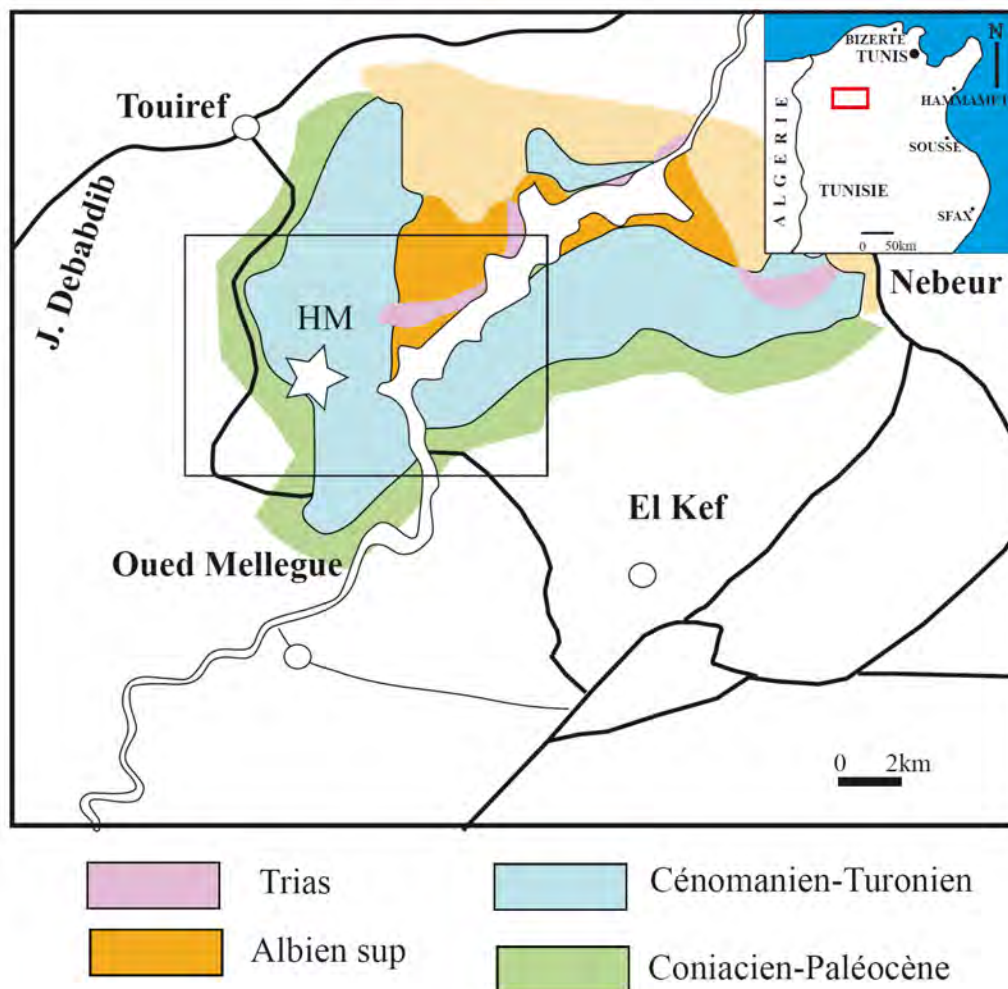 BIZERTE
TUNIS
N
HAMMAMET
ALGERIE
SOUSSE
TUNISIE
SFAX
0 50km
Touiref
J. Debabdib
Nebeur
HM
El Kef
Oued Mellegue
0 2km
Trias
Cénomanien-Turonien
Albien sup
Coniacien-Paléocène